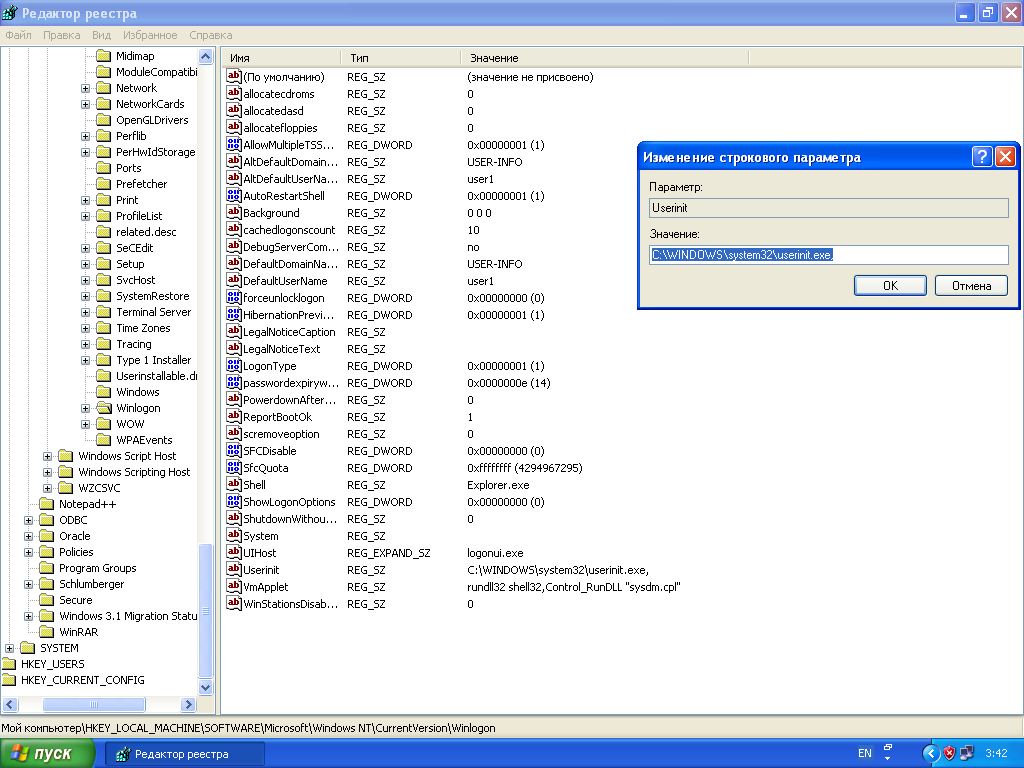 Редактор реестра
Файл Правка Вид Избранное Справка
Midimap
ModuleCompatibi
Network
NetworkCards
OpenGLDrivers
Perflib
PerHwIdStorage
Ports
Prefetcher
Print
ProfileList
related.desc
SeCEdit
Setup
SvcHost
SystemRestore
Terminal Server
Time Zones
Tracing
Type 1 Installer
Userinstallable.dr
Windows
Winlogon
WOW
WPAEvents
Windows Script Host
Windows Scripting Host
WZCSVC
Notepad++
ODBC
Oracle
Policies
Program Groups
Schlumberger
Secure
Windows 3.1 Migration Statu
WinRAR
SYSTEM
HKEY_USERS
HKEY_CURRENT_CONFIG
Имя Тип Значение
(По умолчанию) REG_SZ (значение не присвоено)
allocatecdroms REG_SZ 0
allocatedasd REG_SZ 0
allocatefloppies REG_SZ 0
AllowMultipleTSS... REG_DWORD 0x00000001 (1)
AltDefaultDomain... REG_SZ USER-INFO
AltDefaultUserNa... REG_SZ user1
AutoRestartShell REG_DWORD 0x00000001 (1)
Background REG_SZ 0 0 0
cachedlogonscount REG_SZ 10
DebugServerCom... REG_SZ no
DefaultDomainNa... REG_SZ USER-INFO
DefaultUserName REG_SZ user1
forceunlocklogon REG_DWORD 0x00000000 (0)
HibernationPrevi... REG_DWORD 0x00000001 (1)
LegalNoticeCaption REG_SZ
LegalNoticeText REG_SZ
LogonType REG_DWORD 0x00000001 (1)
passwordexpiryw... REG_DWORD 0x0000000e (14)
PowerdownAfter... REG_SZ 0
ReportBootOk REG_SZ 1
scremoveoption REG_SZ 0
SFCDisable REG_DWORD 0x00000000 (0)
SfcQuota REG_DWORD 0xffffffff (4294967295)
Shell REG_SZ Explorer.exe
ShowLogonOptions REG_DWORD 0x00000000 (0)
ShutdownWithou... REG_SZ 0
System REG_SZ
UIHost REG_EXPAND_SZ logonui.exe
Userinit REG_SZ C:\WINDOWS\system32\userinit.exe,
VmApplet REG_SZ rundll32 shell32,Control_RunDLL "sysdm.cpl"
WinStationsDisab... REG_SZ 0
Изменение строкового параметра
Параметр:
Userinit
Значение:
C:\WINDOWS\system32\userinit.exe,
ОК Отмена
Мой компьютер\HKEY_LOCAL_MACHINE\SOFTWARE\Microsoft\Windows NT\CurrentVersion\Winlogon
пуск Редактор реестра EN 3:42